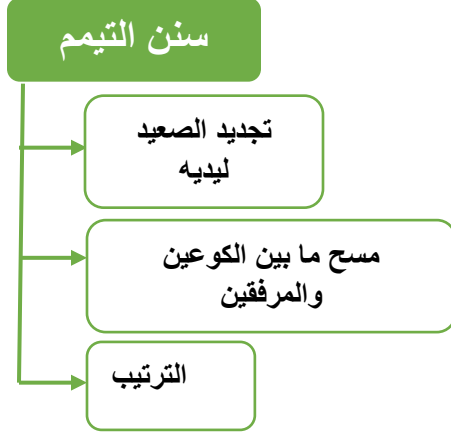 سنن التيمم
تجديد الصعيد
ليديه
مسح ما بين الكوعين
والمرفقين
الترتيب